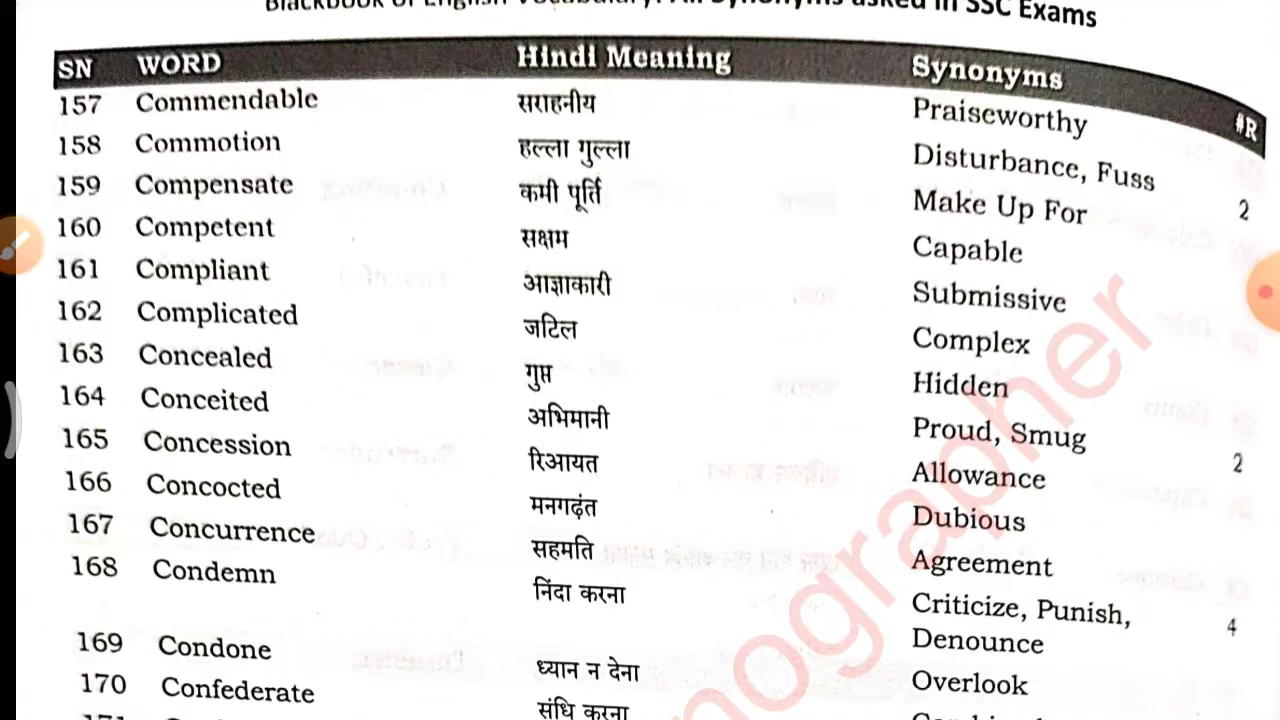 Blackbook of English Vocabulary: All Synonyms asked in SSC Exams
SN WORD Hindi Meaning Synonyms #R
157 Commendable सराहनीय Praiseworthy
158 Commotion हल्ला गुल्ला Disturbance, Fuss 2
159 Compensate कमी पूर्ति Make Up For
160 Competent सक्षम Capable
161 Compliant आज्ञाकारी Submissive
162 Complicated जटिल Complex
163 Concealed गुप्त Hidden
164 Conceited अभिमानी Proud, Smug 2
165 Concession रिआयत Allowance
166 Concocted मनगढ़ंत Dubious
167 Concurrence सहमति Agreement
168 Condemn निंदा करना Criticize, Punish, 4
Denounce
169 Condone ध्यान न देना Overlook
170 Confederate संधि करना
nographer